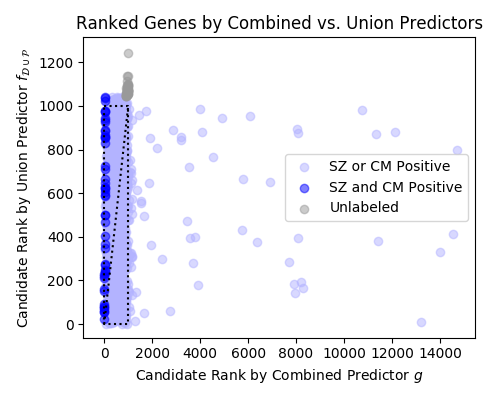 Ranked Genes by Combined vs. Union Predictors
Candidate Rank by Union Predictor f_{𝒟∪𝒫}
1200
1000
800
600
400
200
0
SZ or CM Positive
SZ and CM Positive
Unlabeled
0 2000 4000 6000 8000 10000 12000 14000
Candidate Rank by Combined Predictor g